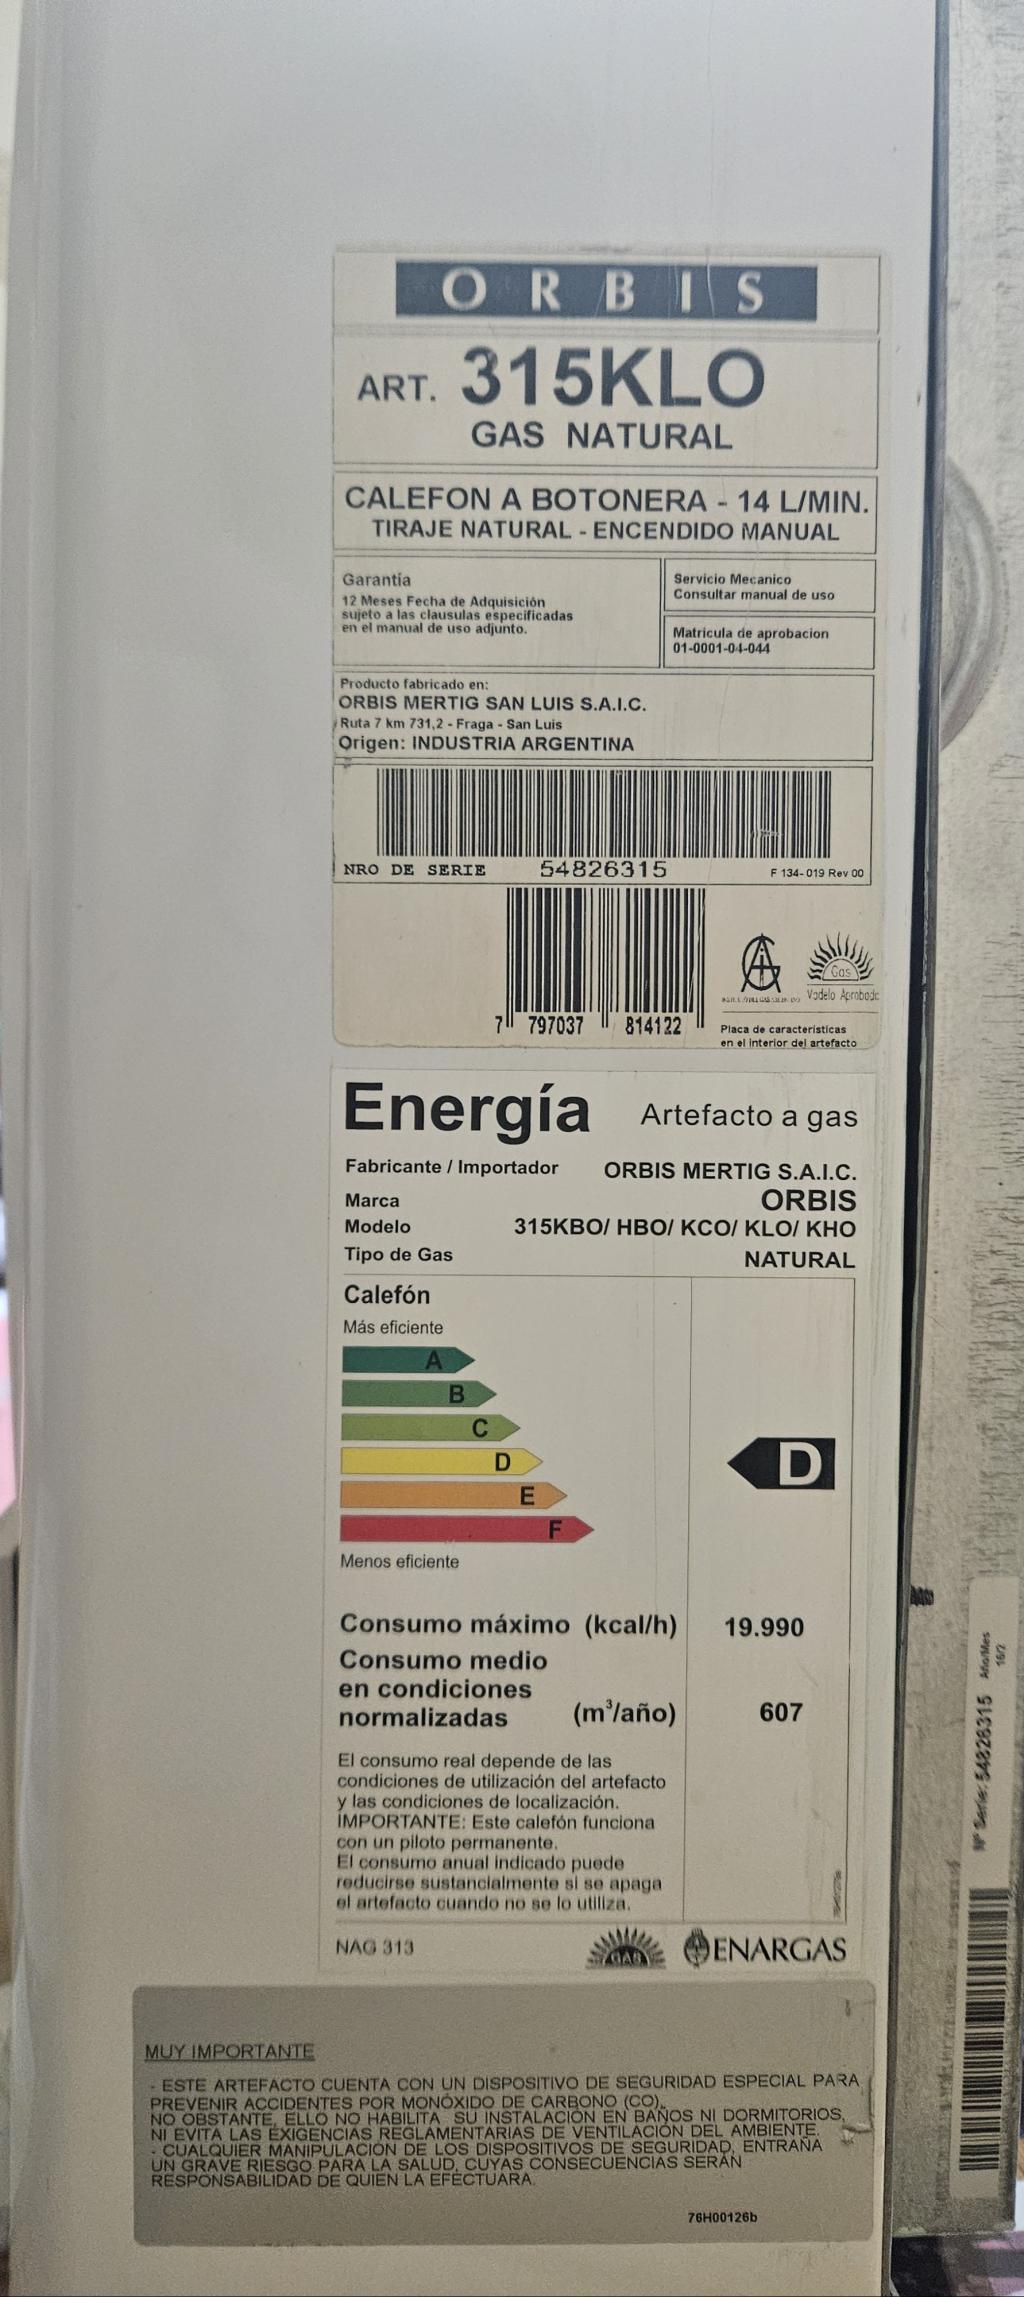 ORBIS
ART. 315KLO
GAS NATURAL
CALEFON A BOTONERA - 14 L/MIN.
TIRAJE NATURAL - ENCENDIDO MANUAL
Garantía
12 Meses Fecha de Adquisición
sujeto a las clausulas especificadas
en el manual de uso adjunto.
Servicio Mecanico
Consultar manual de uso
Matricula de aprobacion
01-0001-04-044
Producto fabricado en:
ORBIS MERTIG SAN LUIS S.A.I.C.
Ruta 7 km 731,2 - Fraga - San Luis
Origen: INDUSTRIA ARGENTINA
NRO DE SERIE 54826315 F 134-019 Rev 00
7 797037 814122
Gas
Modelo Aprobado
Placa de características
en el interior del artefacto
Energía Artefacto a gas
Fabricante / Importador ORBIS MERTIG S.A.I.C.
Marca ORBIS
Modelo 315KBO/ HBO/ KCO/ KLO/ KHO
Tipo de Gas NATURAL
Calefón
Más eficiente
A
B
C
D
D
E
F
Menos eficiente
Consumo máximo (kcal/h) 19.990
Consumo medio
en condiciones
normalizadas (m³/año) 607
El consumo real depende de las
condiciones de utilización del artefacto
y las condiciones de localización.
IMPORTANTE: Este calefón funciona
con un piloto permanente.
El consumo anual indicado puede
reducirse sustancialmente si se apaga
el artefacto cuando no se lo utiliza.
NAG 313 GAS ENARGAS
MUY IMPORTANTE
- ESTE ARTEFACTO CUENTA CON UN DISPOSITIVO DE SEGURIDAD ESPECIAL PARA
PREVENIR ACCIDENTES POR MONÓXIDO DE CARBONO (CO).
NO OBSTANTE, ELLO NO HABILITA SU INSTALACIÓN EN BAÑOS NI DORMITORIOS,
NI EVITA LAS EXIGENCIAS REGLAMENTARIAS DE VENTILACIÓN DEL AMBIENTE.
- CUALQUIER MANIPULACIÓN DE LOS DISPOSITIVOS DE SEGURIDAD, ENTRAÑA
UN GRAVE RIESGO PARA LA SALUD, CUYAS CONSECUENCIAS SERÁN
RESPONSABILIDAD DE QUIEN LA EFECTUARA.
76H00126b
Nº Serie: 54826315 Año/Mes
16/2